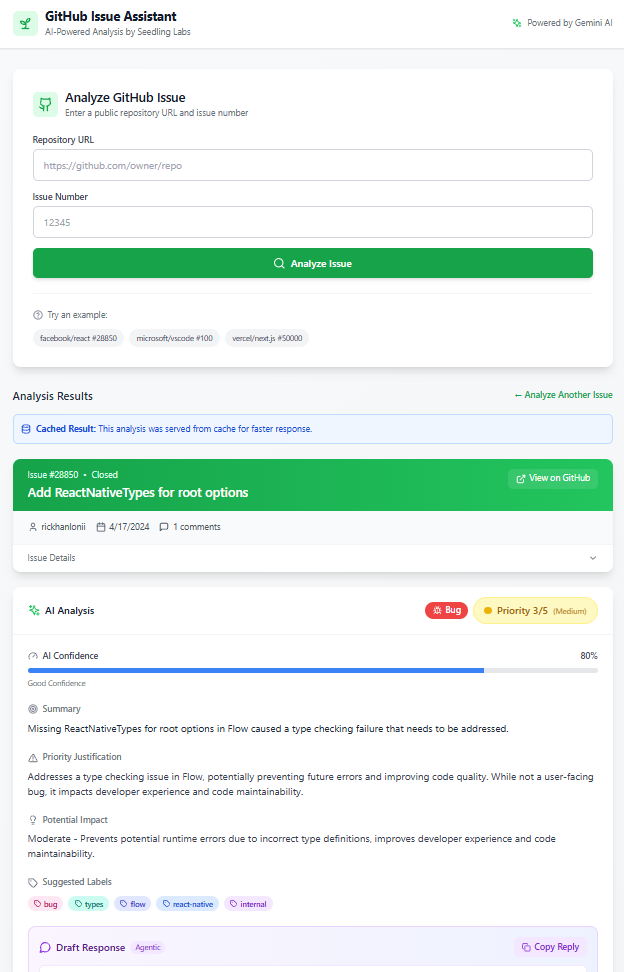 GitHub Issue Assistant
AI-Powered Analysis by Seedling Labs
Powered by Gemini AI
Analyze GitHub Issue
Enter a public repository URL and issue number
Repository URL
https://github.com/owner/repo
Issue Number
12345
Analyze Issue
Try an example:
facebook/react #28850 microsoft/vscode #100 vercel/next.js #50000
Analysis Results
← Analyze Another Issue
Cached Result: This analysis was served from cache for faster response.
Issue #28850 • Closed
Add ReactNativeTypes for root options
View on GitHub
rickhanlonii 4/17/2024 1 comments
Issue Details
AI Analysis
Bug
Priority 3/5 (Medium)
AI Confidence 80%
Good Confidence
Summary
Missing ReactNativeTypes for root options in Flow caused a type checking failure that needs to be addressed.
Priority Justification
Addresses a type checking issue in Flow, potentially preventing future errors and improving code quality. While not a user-facing
bug, it impacts developer experience and code maintainability.
Potential Impact
Moderate - Prevents potential runtime errors due to incorrect type definitions, improves developer experience and code
maintainability.
Suggested Labels
bug types flow react-native internal
Draft Response Agentic
Copy Reply